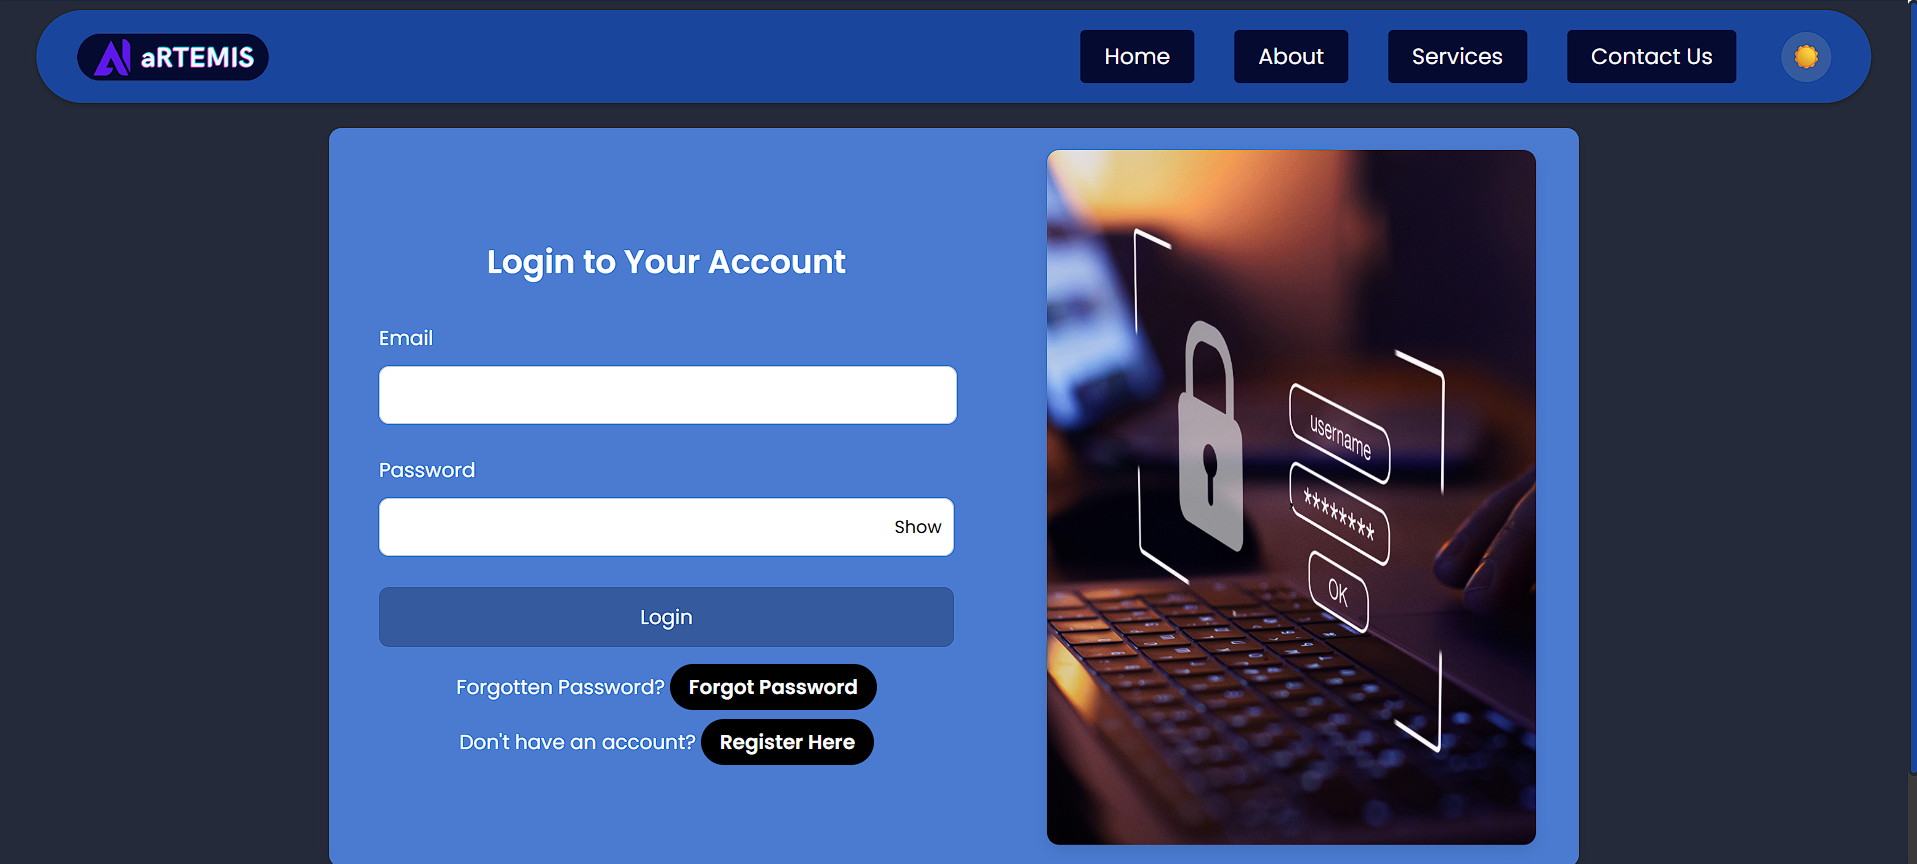 aRTEMIS
Home
About
Services
Contact Us
Login to Your Account
Email
Password
Show
Login
Forgotten Password? Forgot Password
Don't have an account? Register Here
username
********
OK